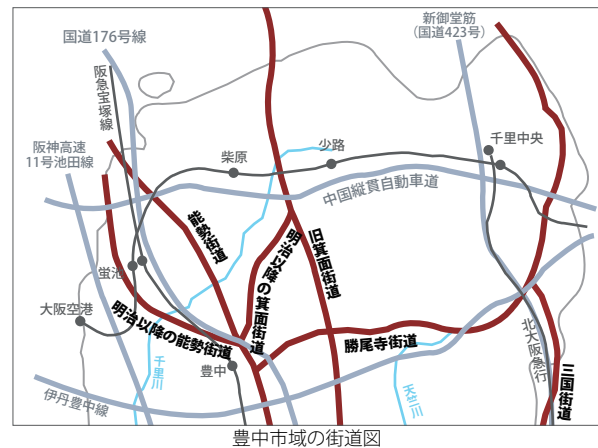 新御堂筋
（国道423号）
国道176号線
阪急宝塚線
阪神高速
11号池田線
千里中央
柴原
少路
中国縦貫自動車道
能勢街道
明治以降の箕面街道
旧箕面街道
蛍池
大阪空港
明治以降の能勢街道
勝尾寺街道
千里川
豊中
天竺川
北大阪急行
三国街道
伊丹豊中線
豊中市域の街道図